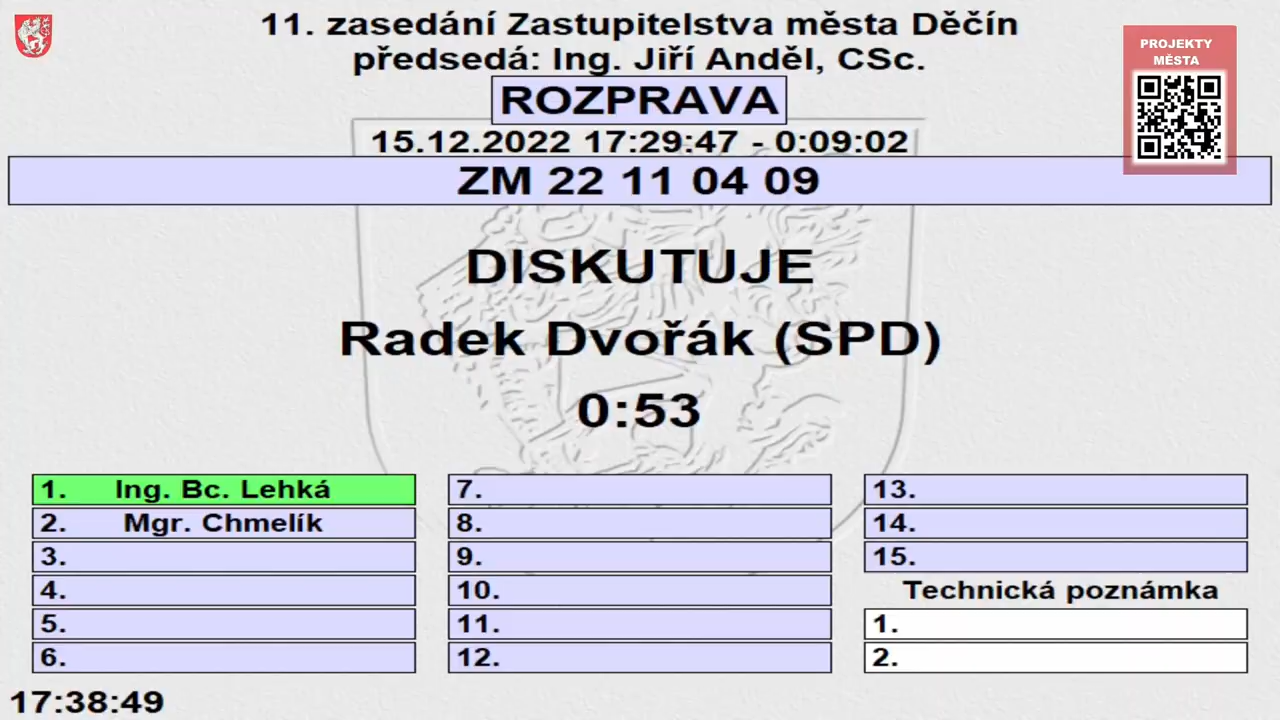 11. zasedání Zastupitelstva města Děčín
předsedá: Ing. Jiří Anděl, CSc.
PROJEKTY
MĚSTA
ROZPRAVA
15.12.2022 17:29:47 - 0:09:02
ZM 22 11 04 09
DISKUTUJE
Radek Dvořák (SPD)
0:53
1. Ing. Bc. Lehká
2. Mgr. Chmelík
3.
4.
5.
6.
7.
8.
9.
10.
11.
12.
13.
14.
15.
Technická poznámka
1.
2.
17:38:49